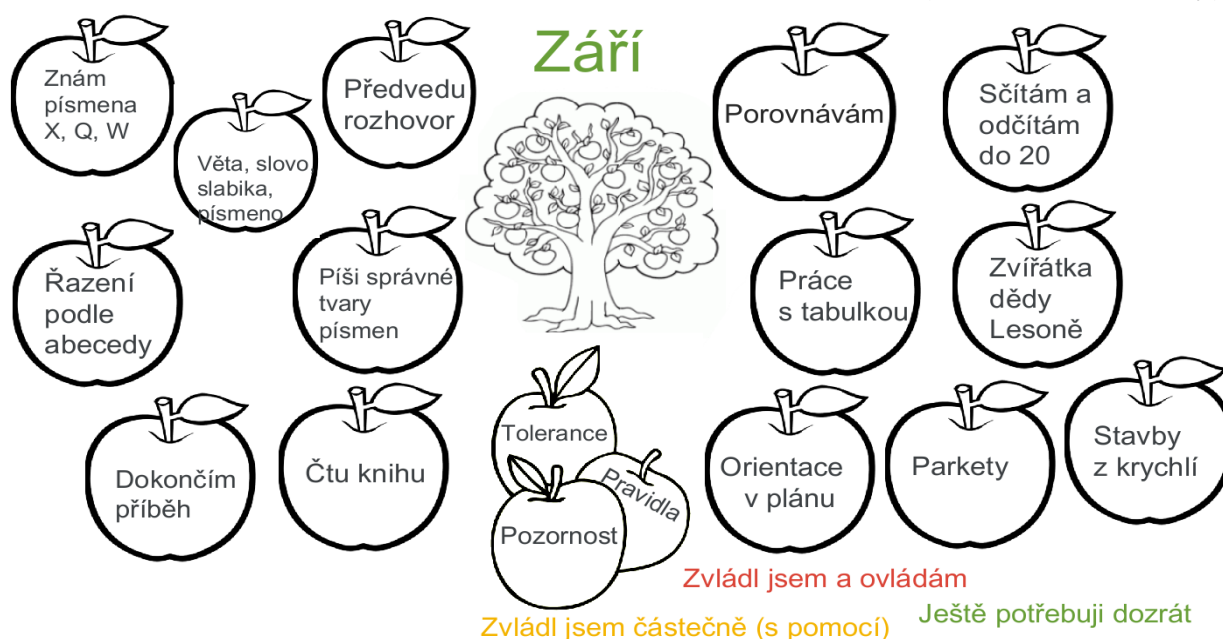 Září
Znám
písmena
X, Q, W
Věta, slovo,
slabika,
písmeno
Předvedu
rozhovor
Porovnávám
Sčítám a
odčítám
do 20
Řazení
podle
abecedy
Píši správné
tvary
písmen
Práce
s tabulkou
Zvířátka
dědy
Lesoně
Dokončím
příběh
Čtu knihu
Tolerance
Pravidla
Pozornost
Orientace
v plánu
Parkety
Stavby
z krychlí
Zvládl jsem a ovládám
Zvládl jsem částečně (s pomocí)
Ještě potřebuji dozrát